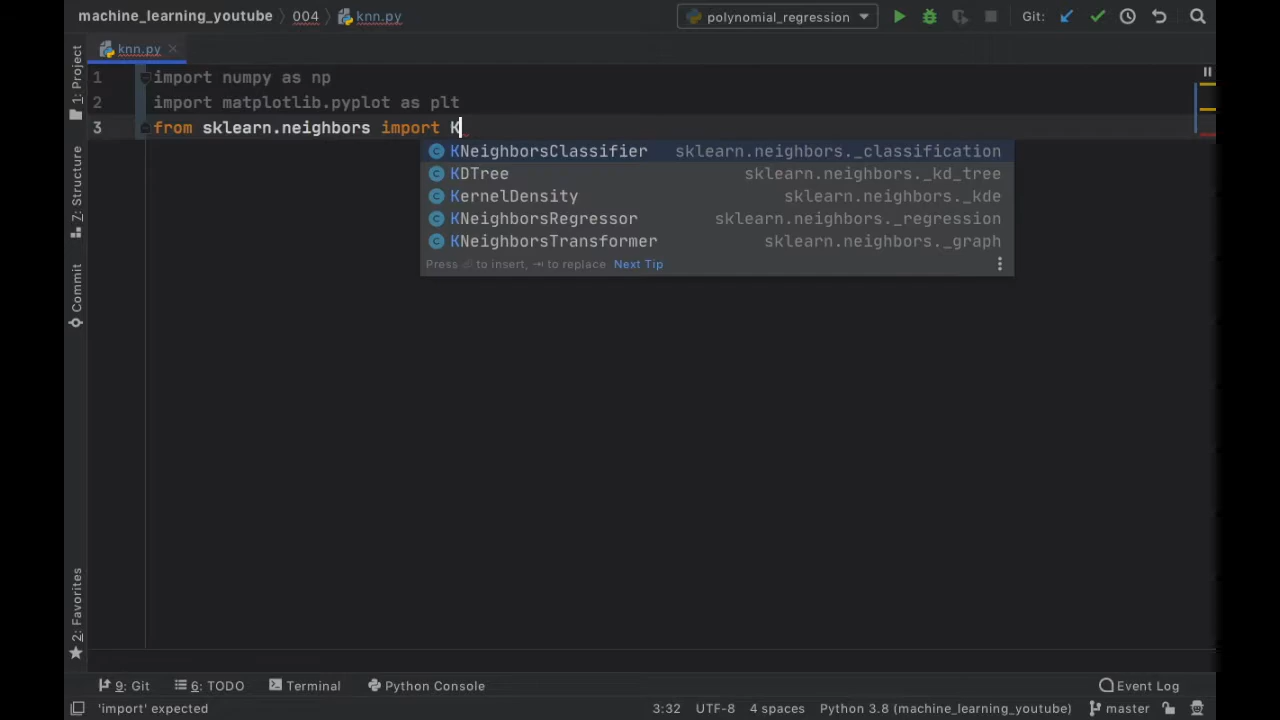 machine_learning_youtube 004 knn.py polynomial_regression Git:
knn.py
1 import numpy as np
2 import matplotlib.pyplot as plt
3 from sklearn.neighbors import K
KNeighborsClassifier sklearn.neighbors._classification
KDTree sklearn.neighbors._kd_tree
KernelDensity sklearn.neighbors._kde
KNeighborsRegressor sklearn.neighbors._regression
KNeighborsTransformer sklearn.neighbors._graph
Press ⏎ to insert, ⇥ to replace Next Tip
1: Project
7: Structure
Commit
2: Favorites
9: Git 6: TODO Terminal Python Console Event Log
'import' expected 3:32 UTF-8 4 spaces Python 3.8 (machine_learning_youtube) master